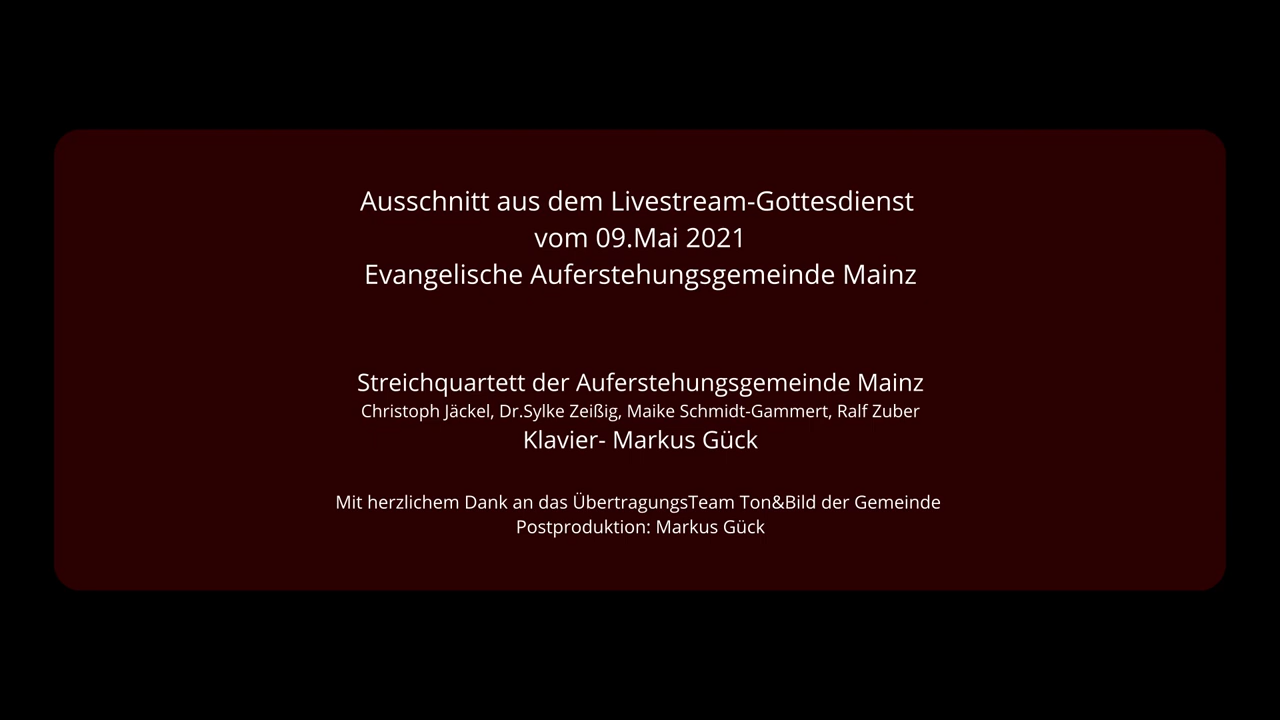 Ausschnitt aus dem Livestream-Gottesdienst
vom 09.Mai 2021
Evangelische Auferstehungsgemeinde Mainz
Streichquartett der Auferstehungsgemeinde Mainz
Christoph Jäckel, Dr.Sylke Zeißig, Maike Schmidt-Gammert, Ralf Zuber
Klavier- Markus Gück
Mit herzlichem Dank an das ÜbertragungsTeam Ton&Bild der Gemeinde
Postproduktion: Markus Gück